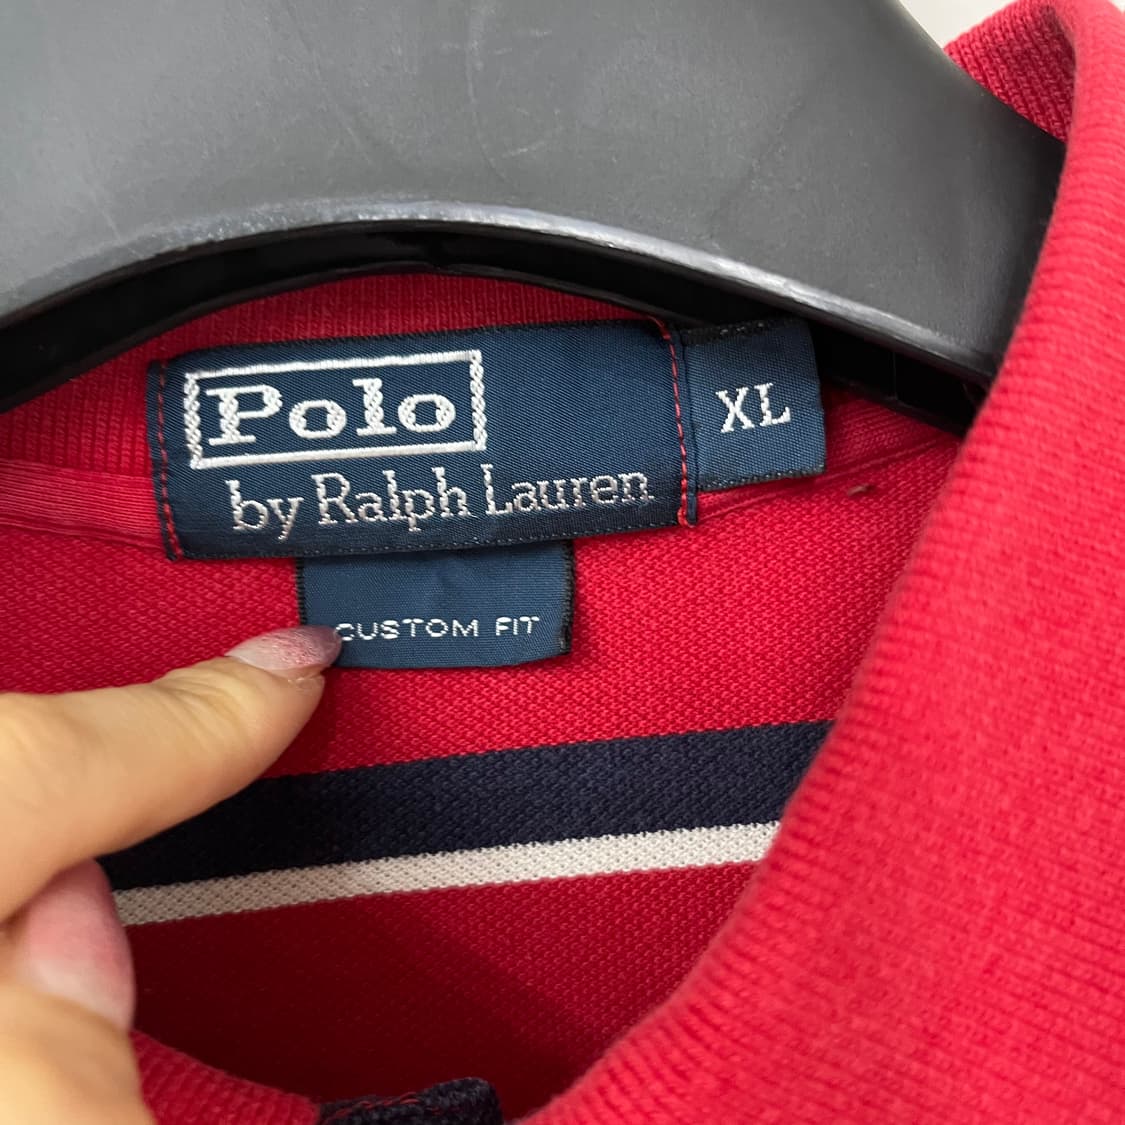 Polo
by Ralph Lauren
XL
CUSTOM FIT